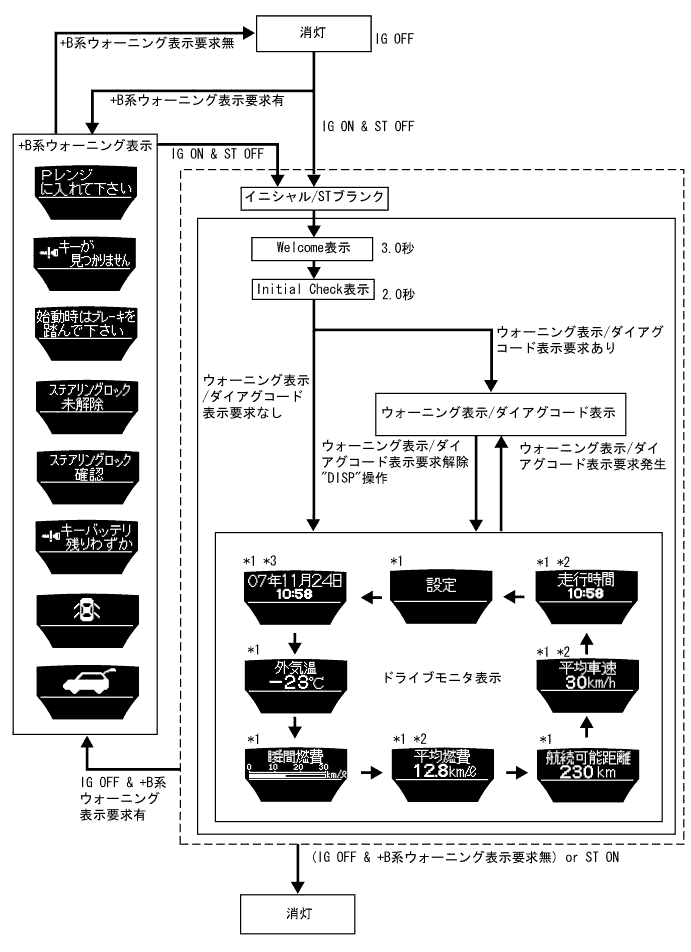 消灯
IG OFF
+B系ウォーニング表示要求無
+B系ウォーニング表示要求有
IG ON & ST OFF
+B系ウォーニング表示
IG ON & ST OFF
Pレンジ
に入れて下さい
キーが
見つかりません
始動時はブレーキを
踏んで下さい
ステアリングロック
未解除
ステアリングロック
確認
キーバッテリ
残りわずか
IG OFF & +B系
ウォーニング
表示要求有
イニシャル/STブランク
Welcome表示
3.0秒
Initial Check表示
2.0秒
ウォーニング表示/ダイアグ
コード表示要求あり
ウォーニング表示
/ダイアグコード
表示要求なし
ウォーニング表示/ダイアグコード表示
ウォーニング表示/ダイ
アグコード表示要求解除
"DISP"操作
ウォーニング表示/ダイ
アグコード表示要求発生
*1 *3
07年11月24日
10:58
*1
設定
*1 *2
走行時間
10:58
*1
外気温
-23℃
ドライブモニタ表示
*1 *2
平均車速
30km/h
*1
瞬間燃費
0 10 20 30
km/ℓ
*1 *2
平均燃費
12.8km/ℓ
*1
航続可能距離
230 km
(IG OFF & +B系ウォーニング表示要求無) or ST ON
消灯